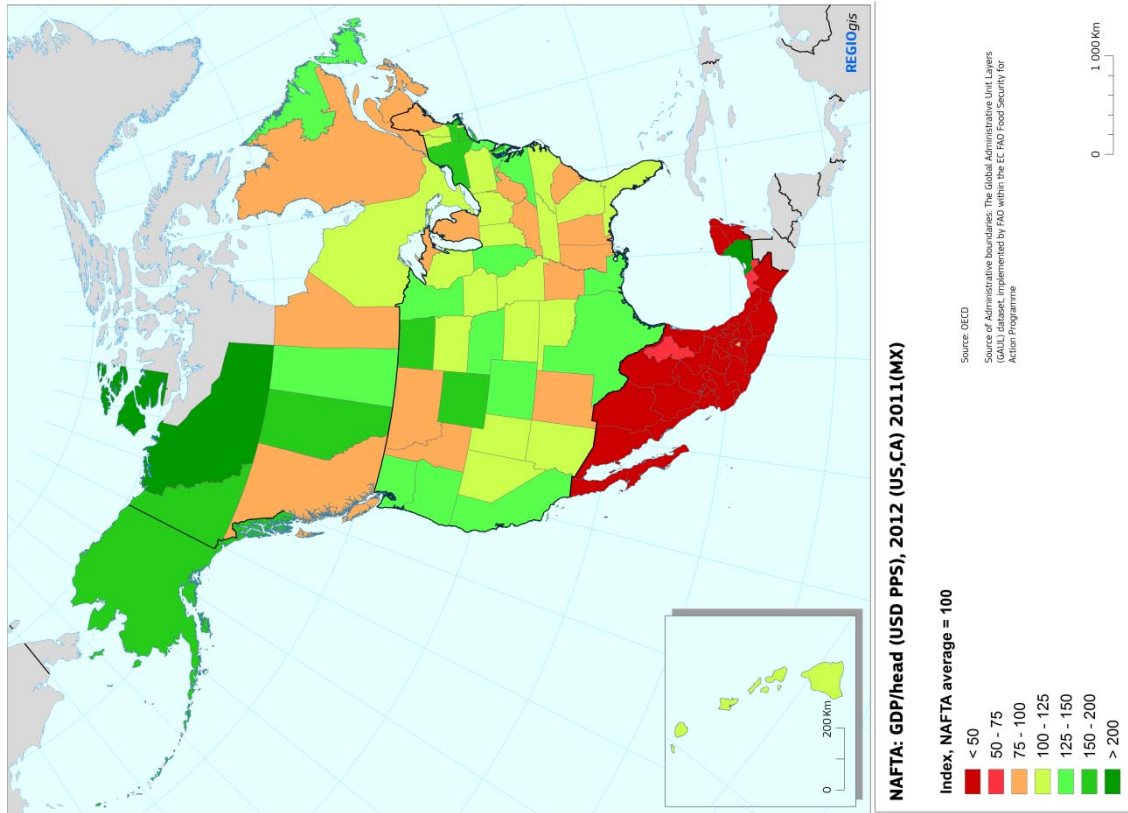 REGIOgis
0 200 Km
NAFTA: GDP/head (USD PPS), 2012 (US,CA) 2011(MX)
Index, NAFTA average = 100
< 50
50 - 75
75 - 100
100 - 125
125 - 150
150 - 200
> 200
Source: OECD
Source of Administrative boundaries: The Global Administrative Unit Layers
(GAUL) dataset, implemented by FAO within the EC FAO Food Security for
Action Programme
0 1 000 Km